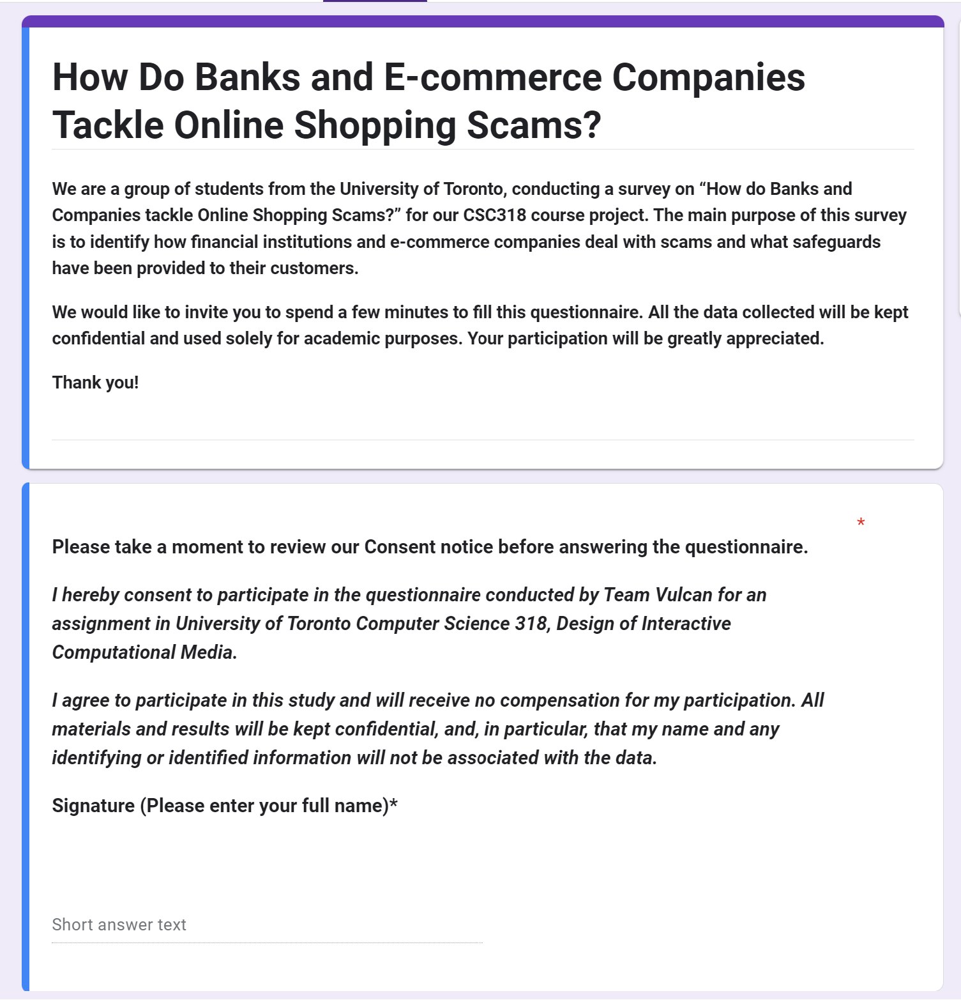 How Do Banks and E-commerce Companies
Tackle Online Shopping Scams?
We are a group of students from the University of Toronto, conducting a survey on “How do Banks and
Companies tackle Online Shopping Scams?” for our CSC318 course project. The main purpose of this survey
is to identify how financial institutions and e-commerce companies deal with scams and what safeguards
have been provided to their customers.
We would like to invite you to spend a few minutes to fill this questionnaire. All the data collected will be kept
confidential and used solely for academic purposes. Your participation will be greatly appreciated.
Thank you!
*
Please take a moment to review our Consent notice before answering the questionnaire.
I hereby consent to participate in the questionnaire conducted by Team Vulcan for an
assignment in University of Toronto Computer Science 318, Design of Interactive
Computational Media.
I agree to participate in this study and will receive no compensation for my participation. All
materials and results will be kept confidential, and, in particular, that my name and any
identifying or identified information will not be associated with the data.
Signature (Please enter your full name)*
Short answer text